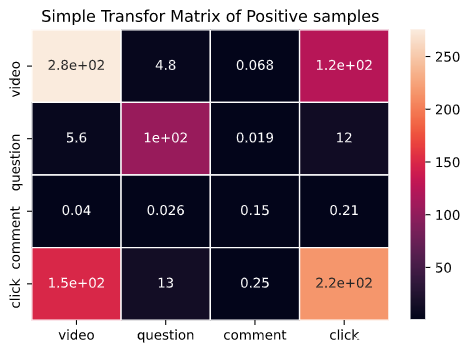 Simple Transfor Matrix of Positive samples
video 2.8e+02 4.8 0.068 1.2e+02
question 5.6 1e+02 0.019 12
comment 0.04 0.026 0.15 0.21
click 1.5e+02 13 0.25 2.2e+02
video question comment click
250
200
150
100
50